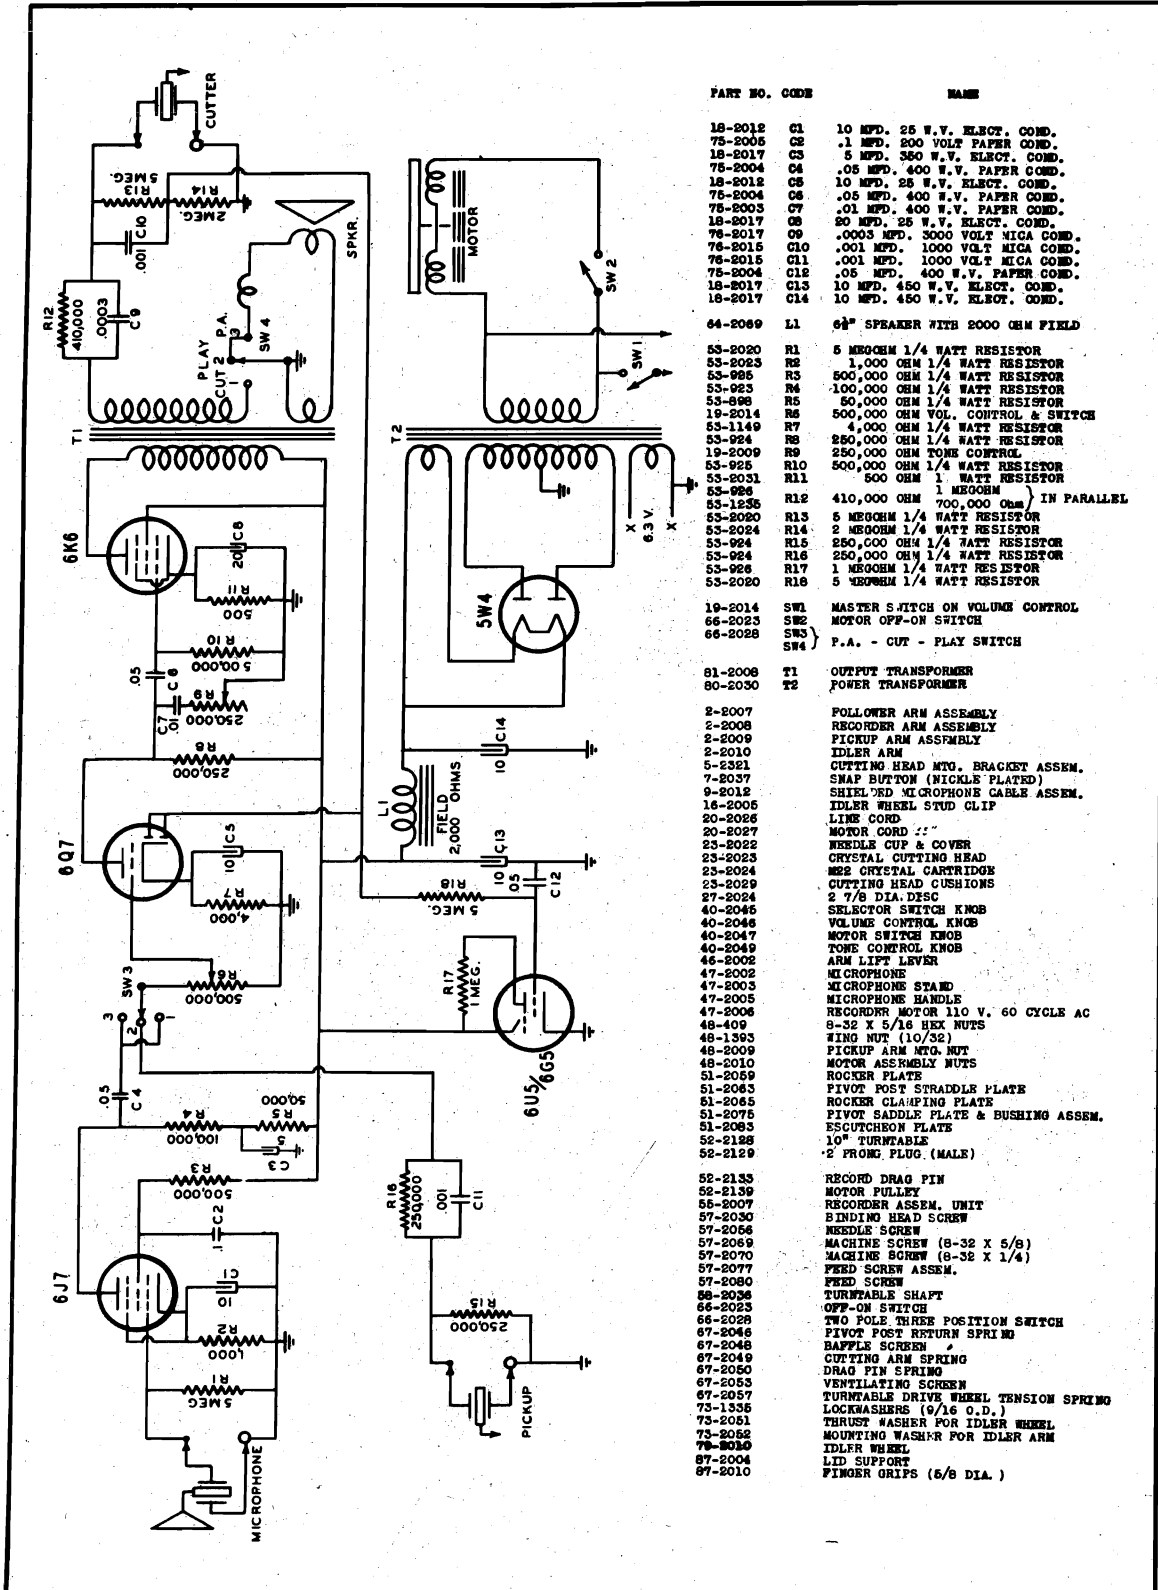 CUTTER
5 MEG.
R13
R14
2 MEG.
C10
.001
SPKR.
R12
410,000
.0003
C9
P.A.
3
SW 4
PLAY
2
CUT
1
T1
6K6
20
C8
R11
500
R10
500,000
.05
C6
R9
250,000
C7
.01
R8
250,000
6Q7
10
C5
R7
4,000
R6
500,000
SW3
3
2
1
.05
C4
R4
100,000
R5
50,000
5
C3
R3
500,000
6J7
C2
.1
C1
10
R2
1,000
R1
5 MEG
MICROPHONE
MOTOR
SW 2
SW 1
T2
X
6.3 V.
X
5W4
10
C14
L1
FIELD
2,000 OHMS
10
C13
.05
C12
R18
5 MEG.
R17
1 MEG.
6U5/6G5
R16
250,000
.001
C11
R15
250,000
PICKUP
PART NO. CODE NAME
18-2012 C1 10 MFD. 25 W.V. ELECT. COND.
75-2005 C2 .1 MFD. 200 VOLT PAPER COND.
18-2017 C3 5 MFD. 350 W.V. ELECT. COND.
75-2004 C4 .05 MFD. 400 W.V. PAPER COND.
18-2012 C5 10 MFD. 25 W.V. ELECT. COND.
75-2004 C6 .05 MFD. 400 W.V. PAPER COND.
75-2003 C7 .01 MFD. 400 W.V. PAPER COND.
18-2017 C8 20 MFD. 25 W.V. ELECT. COND.
76-2017 C9 .0003 MFD. 3000 VOLT MICA COND.
76-2015 C10 .001 MFD. 1000 VOLT MICA COND.
76-2015 C11 .001 MFD. 1000 VOLT MICA COND.
75-2004 C12 .05 MFD. 400 W.V. PAPER COND.
18-2017 C13 10 MFD. 450 W.V. ELECT. COND.
18-2017 C14 10 MFD. 450 W.V. ELECT. COND.
64-2069 L1 6½" SPEAKER WITH 2000 OHM FIELD
53-2020 R1 5 MEGOHM 1/4 WATT RESISTOR
53-2023 R2 1,000 OHM 1/4 WATT RESISTOR
53-925 R3 500,000 OHM 1/4 WATT RESISTOR
53-923 R4 100,000 OHM 1/4 WATT RESISTOR
53-898 R5 50,000 OHM 1/4 WATT RESISTOR
19-2014 R6 500,000 OHM VOL. CONTROL & SWITCH
53-1149 R7 4,000 OHM 1/4 WATT RESISTOR
53-924 R8 250,000 OHM 1/4 WATT RESISTOR
19-2009 R9 250,000 OHM TONE CONTROL
53-925 R10 500,000 OHM 1/4 WATT RESISTOR
53-2031 R11 500 OHM 1 WATT RESISTOR
53-926 1 MEGOHM
53-1235 R12 410,000 OHM 700,000 Ohm } IN PARALLEL
53-2020 R13 5 MEGOHM 1/4 WATT RESISTOR
53-2024 R14 2 MEGOHM 1/4 WATT RESISTOR
53-924 R15 250,000 OHM 1/4 WATT RESISTOR
53-924 R16 250,000 OHM 1/4 WATT RESISTOR
53-926 R17 1 MEGOHM 1/4 WATT RESISTOR
53-2020 R18 5 MEGOHM 1/4 WATT RESISTOR
19-2014 SW1 MASTER SWITCH ON VOLUME CONTROL
66-2023 SW2 MOTOR OFF-ON SWITCH
66-2028 SW3
SW4 } P.A. - CUT - PLAY SWITCH
81-2008 T1 OUTPUT TRANSFORMER
80-2030 T2 POWER TRANSFORMER
2-2007 FOLLOWER ARM ASSEMBLY
2-2008 RECORDER ARM ASSEMBLY
2-2009 PICKUP ARM ASSEMBLY
2-2010 IDLER ARM
5-2321 CUTTING HEAD MTG. BRACKET ASSEM.
7-2037 SNAP BUTTON (NICKLE PLATED)
9-2012 SHIELDED MICROPHONE CABLE ASSEM.
16-2005 IDLER WHEEL STUD CLIP
20-2026 LINE CORD
20-2027 MOTOR CORD
23-2022 NEEDLE CUP & COVER
23-2023 CRYSTAL CUTTING HEAD
23-2024 M22 CRYSTAL CARTRIDGE
23-2029 CUTTING HEAD CUSHIONS
27-2024 2 7/8 DIA. DISC
40-2045 SELECTOR SWITCH KNOB
40-2046 VOLUME CONTROL KNOB
40-2047 MOTOR SWITCH KNOB
40-2049 TONE CONTROL KNOB
46-2002 ARM LIFT LEVER
47-2002 MICROPHONE
47-2003 MICROPHONE STAND
47-2005 MICROPHONE HANDLE
47-2006 RECORDER MOTOR 110 V. 60 CYCLE AC
48-409 8-32 X 5/16 HEX NUTS
48-1393 WING NUT (10/32)
48-2009 PICKUP ARM MTG. NUT
48-2010 MOTOR ASSEMBLY NUTS
51-2059 ROCKER PLATE
51-2063 PIVOT POST STRADDLE PLATE
51-2065 ROCKER CLAMPING PLATE
51-2075 PIVOT SADDLE PLATE & BUSHING ASSEM.
51-2083 ESCUTCHEON PLATE
52-2128 10" TURNTABLE
52-2129 2 PRONG PLUG (MALE)
52-2133 RECORD DRAG PIN
52-2139 MOTOR PULLEY
55-2007 RECORDER ASSEM. UNIT
57-2030 BINDING HEAD SCREW
57-2056 NEEDLE SCREW
57-2069 MACHINE SCREW (8-32 X 5/8)
57-2070 MACHINE SCREW (8-32 X 1/4)
57-2077 FEED SCREW ASSEM.
57-2080 FEED SCREW
58-2036 TURNTABLE SHAFT
66-2023 OFF-ON SWITCH
66-2028 TWO POLE THREE POSITION SWITCH
67-2046 PIVOT POST RETURN SPRING
67-2048 BAFFLE SCREEN
67-2049 CUTTING ARM SPRING
67-2050 DRAG PIN SPRING
67-2053 VENTILATING SCREEN
67-2057 TURNTABLE DRIVE WHEEL TENSION SPRING
73-1335 LOCKWASHERS (9/16 O.D.)
73-2051 THRUST WASHER FOR IDLER WHEEL
73-2052 MOUNTING WASHER FOR IDLER ARM
79-2010 IDLER WHEEL
87-2004 LID SUPPORT
87-2010 FINGER GRIPS (5/8 DIA.)